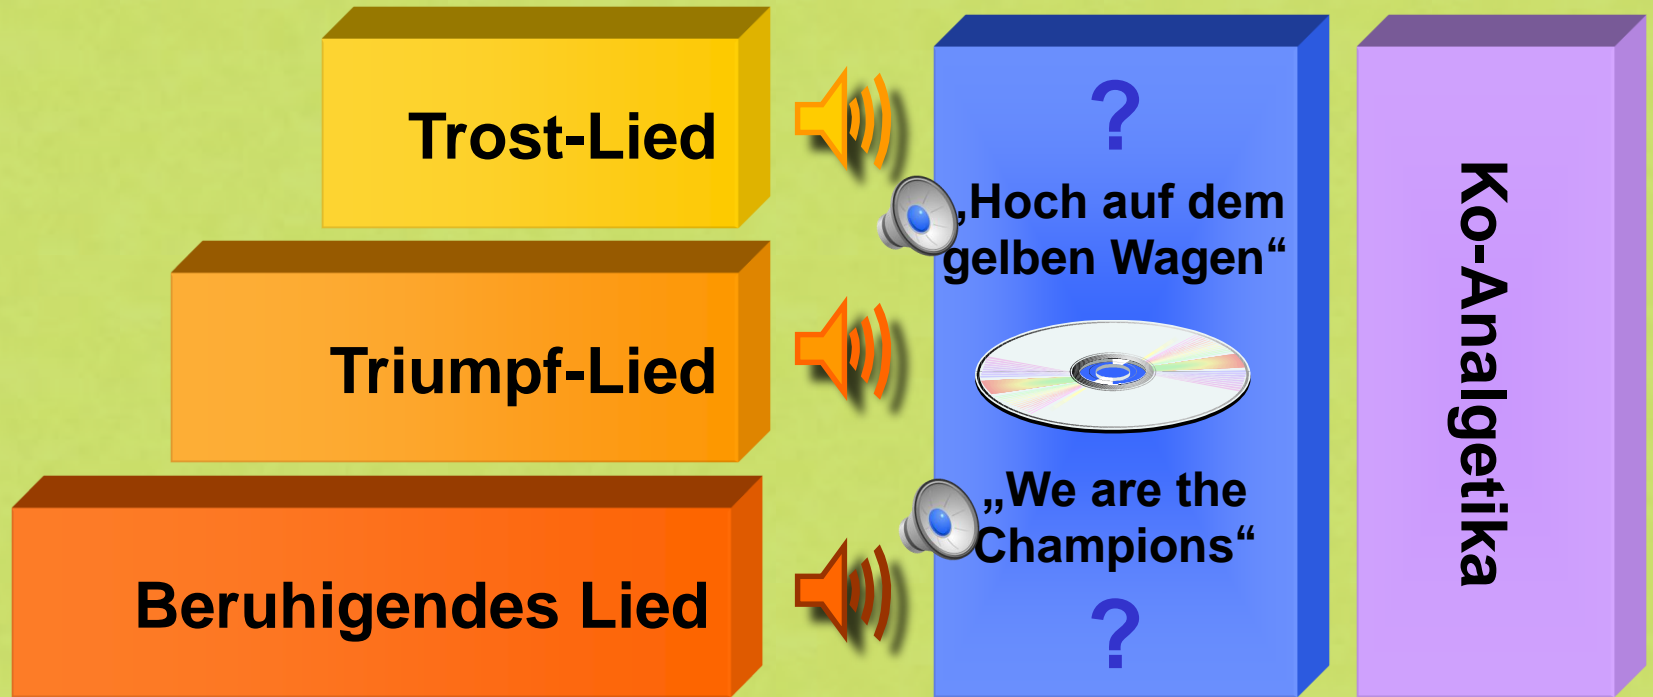 Trost-Lied
Triumpf-Lied
Beruhigendes Lied
?
„Hoch auf dem
gelben Wagen“
„We are the
Champions“
?
Ko-Analgetika